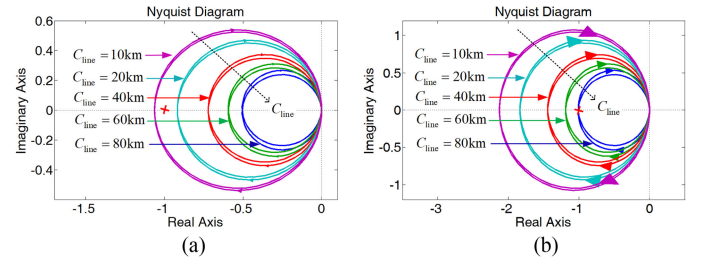 Nyquist Diagram
0.6
0.4
0.2
0
-0.2
-0.4
Imaginary Axis
C_line = 10km
C_line = 20km
C_line = 40km
C_line = 60km
C_line = 80km
C_line
-1.5 -1 -0.5 0
Real Axis
(a)
Nyquist Diagram
1
0.5
0
-0.5
-1
Imaginary Axis
C_line = 10km
C_line = 20km
C_line = 40km
C_line = 60km
C_line = 80km
C_line
-3 -2 -1 0
Real Axis
(b)